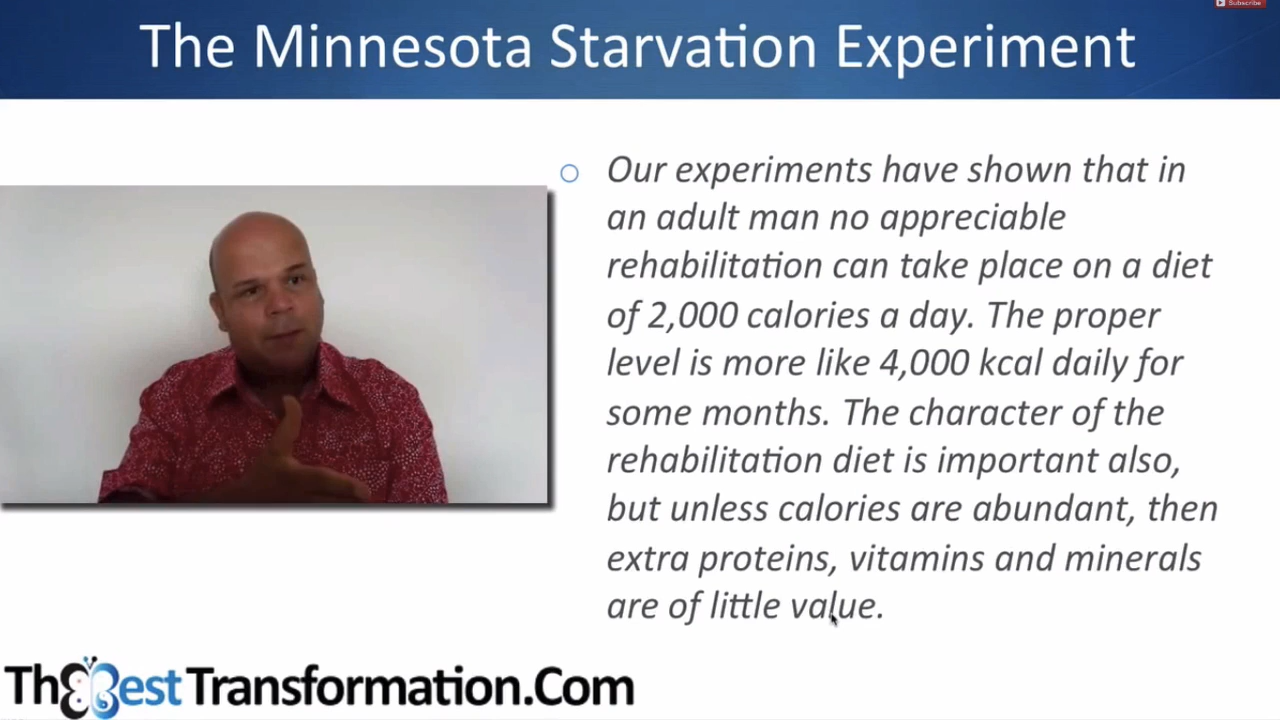 Subscribe
The Minnesota Starvation Experiment
Our experiments have shown that in
an adult man no appreciable
rehabilitation can take place on a diet
of 2,000 calories a day. The proper
level is more like 4,000 kcal daily for
some months. The character of the
rehabilitation diet is important also,
but unless calories are abundant, then
extra proteins, vitamins and minerals
are of little value.
TheBestTransformation.Com